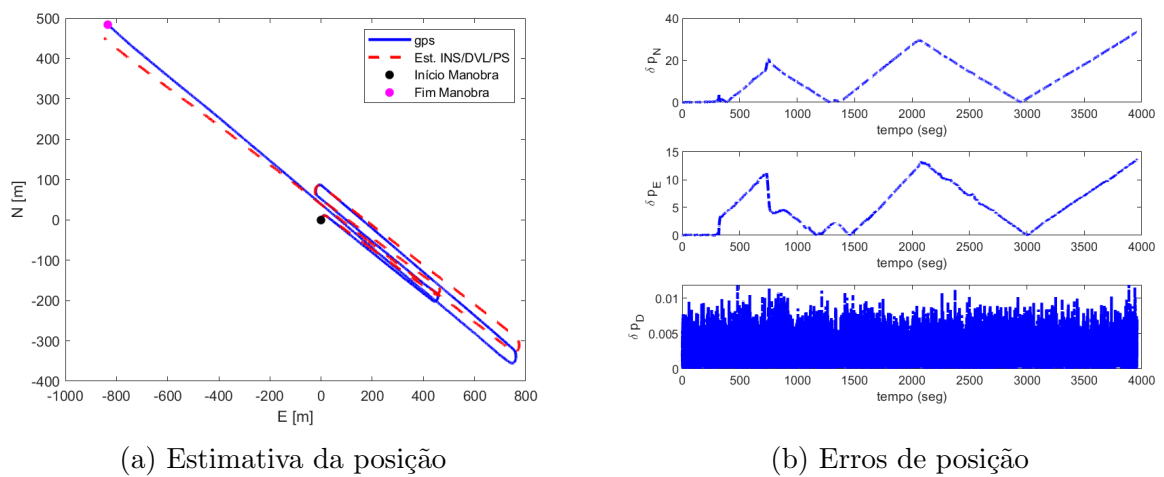 500
400
300
200
100
0
-100
-200
-300
-400
-1000 -800 -600 -400 -200 0 200 400 600 800
N [m]
E [m]
gps
Est. INS/DVL/PS
Início Manobra
Fim Manobra
(a) Estimativa da posição
δ p_N
40
20
0
0 500 1000 1500 2000 2500 3000 3500 4000
tempo (seg)
δ p_E
15
10
5
0
0 500 1000 1500 2000 2500 3000 3500 4000
tempo (seg)
δ p_D
0.01
0.005
0
0 500 1000 1500 2000 2500 3000 3500 4000
tempo (seg)
(b) Erros de posição